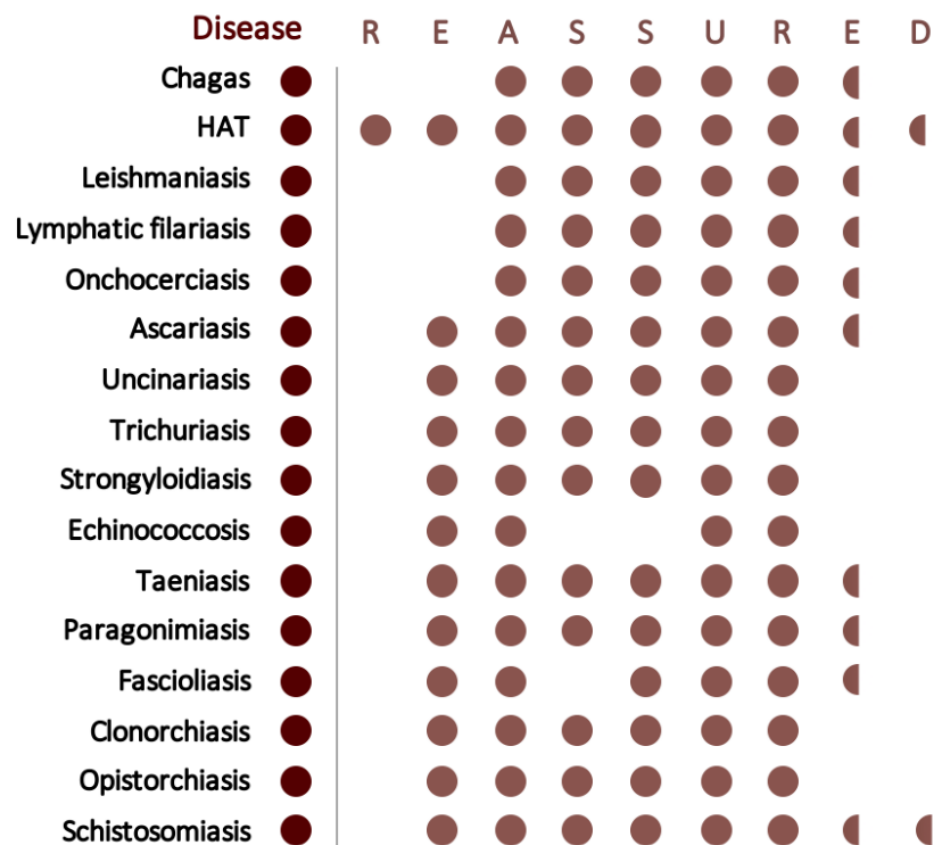 Disease R E A S S U R E D
Chagas
HAT
Leishmaniasis
Lymphatic filariasis
Onchocerciasis
Ascariasis
Uncinariasis
Trichuriasis
Strongyloidiasis
Echinococcosis
Taeniasis
Paragonimiasis
Fascioliasis
Clonorchiasis
Opistorchiasis
Schistosomiasis